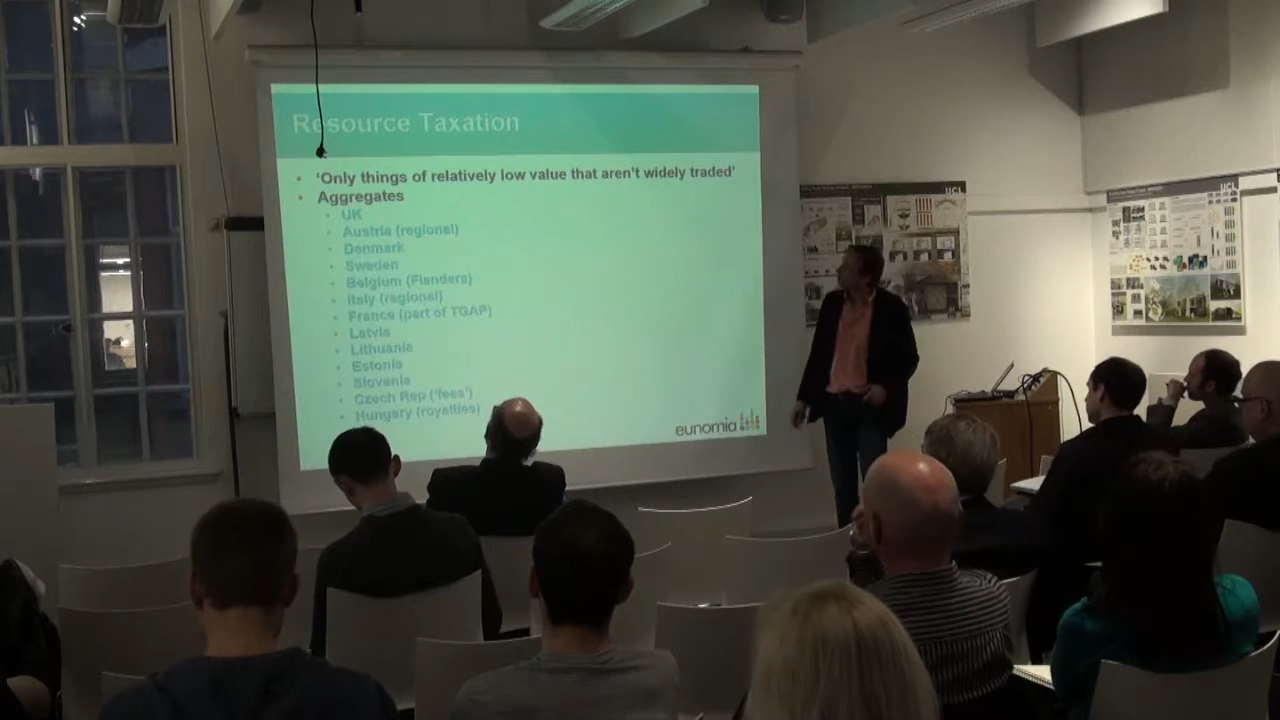 Resource Taxation
'Only things of relatively low value that aren't widely traded'
Aggregates
UK
Austria (regional)
Denmark
Sweden
Belgium (Flanders)
Italy (regional)
France (part of TGAP)
Latvia
Lithuania
Estonia
Slovenia
Czech Rep ('fees')
Hungary (royalties)
eunomia
UCL
UCL